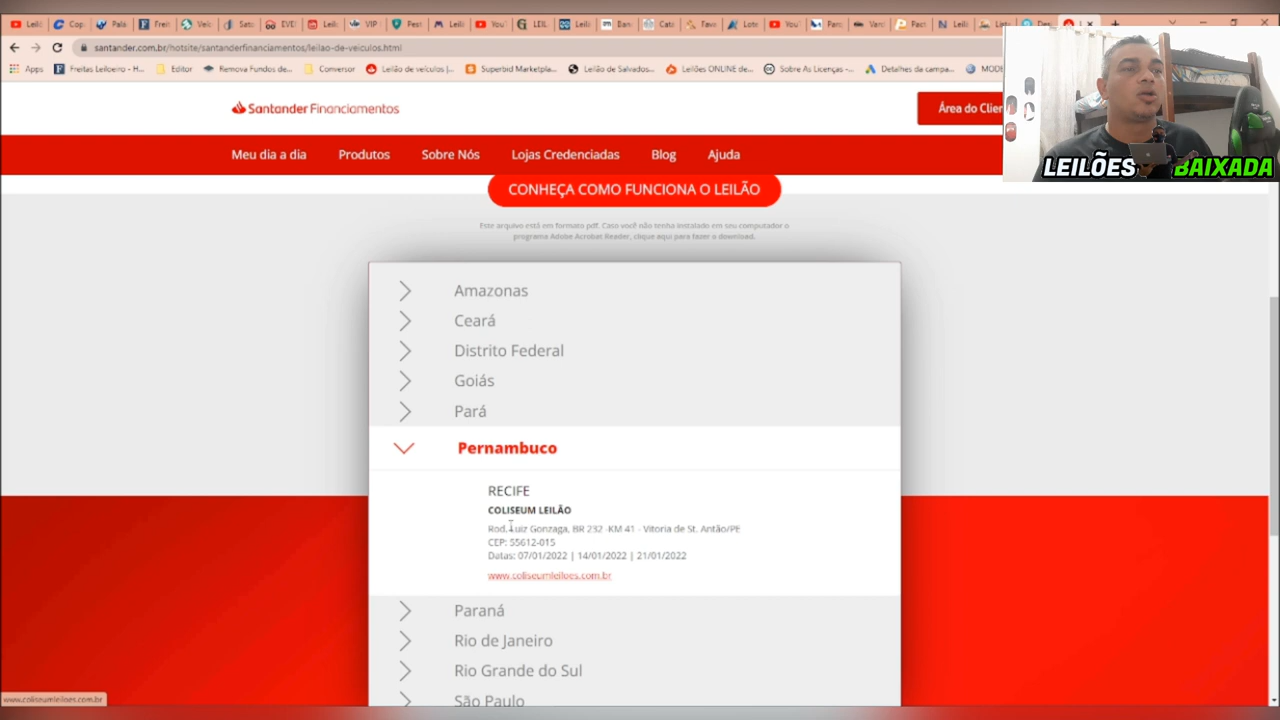 santander.com.br/hotsite/santanderfinanciamentos/leilao-de-veiculos.html
Apps
Freitas Leiloeiro - H...
Editor
Remova Fundos de...
Conversor
Leilão de veículos |...
Superbid Marketpla...
Leilão de Salvados...
Leilões ONLINE de...
Sobre As Licenças -...
Detalhes da campa...
Santander Financiamentos
Área do Clien
LEILÕES BAIXADA
Meu dia a dia
Produtos
Sobre Nós
Lojas Credenciadas
Blog
Ajuda
CONHEÇA COMO FUNCIONA O LEILÃO
Este arquivo está em formato pdf. Caso você não tenha instalado em seu computador o
programa Adobe Acrobat Reader, clique aqui para fazer o download.
Amazonas
Ceará
Distrito Federal
Goiás
Pará
Pernambuco
RECIFE
COLISEUM LEILÃO
Rod. Luiz Gonzaga, BR 232 -KM 41 - Vitoria de St. Antão/PE
CEP: 55612-015
Datas: 07/01/2022 | 14/01/2022 | 21/01/2022
www.coliseumleiloes.com.br
Paraná
Rio de Janeiro
Rio Grande do Sul
São Paulo
www.coliseumleiloes.com.br